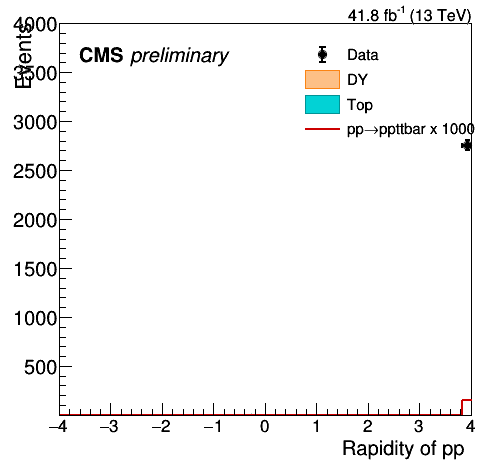 41.8 fb-1 (13 TeV)
CMS preliminary
Events
Data
DY
Top
pp→ppttbar x 1000
4000
3500
3000
2500
2000
1500
1000
500
−4 −3 −2 −1 0 1 2 3 4
Rapidity of pp